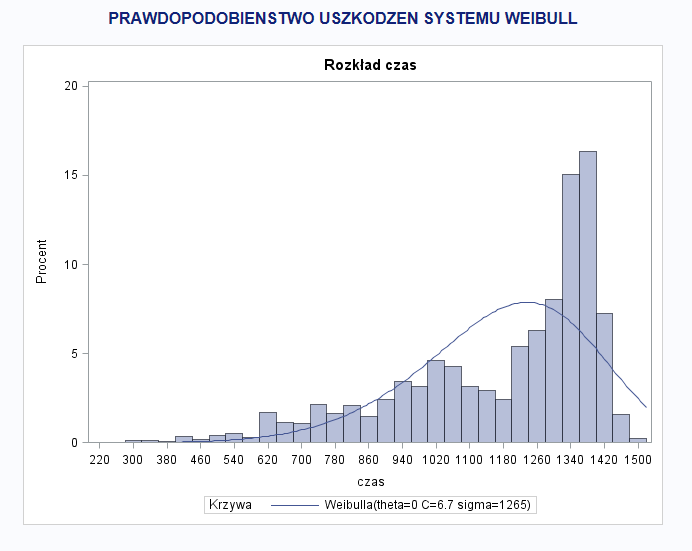 PRAWDOPODOBIENSTWO USZKODZEN SYSTEMU WEIBULL
Rozkład czas
20
15
10
5
0
Procent
220 300 380 460 540 620 700 780 860 940 1020 1100 1180 1260 1340 1420 1500
czas
Krzywa Weibulla(theta=0 C=6.7 sigma=1265)